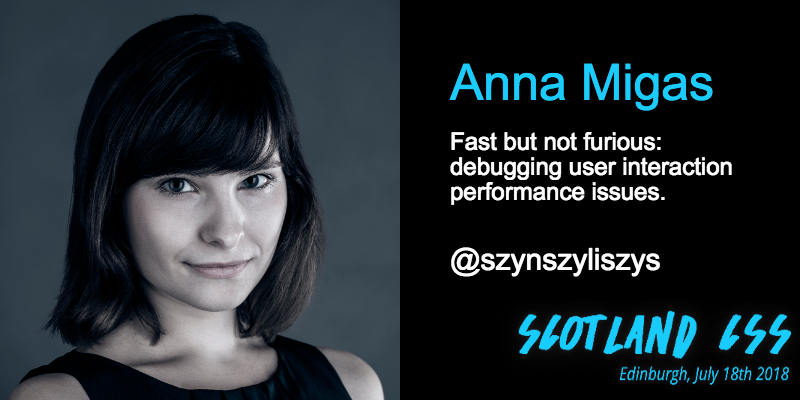 Anna Migas
Fast but not furious:
debugging user interaction
performance issues.
@szynszyliszys
SCOTLAND CSS
Edinburgh, July 18th 2018